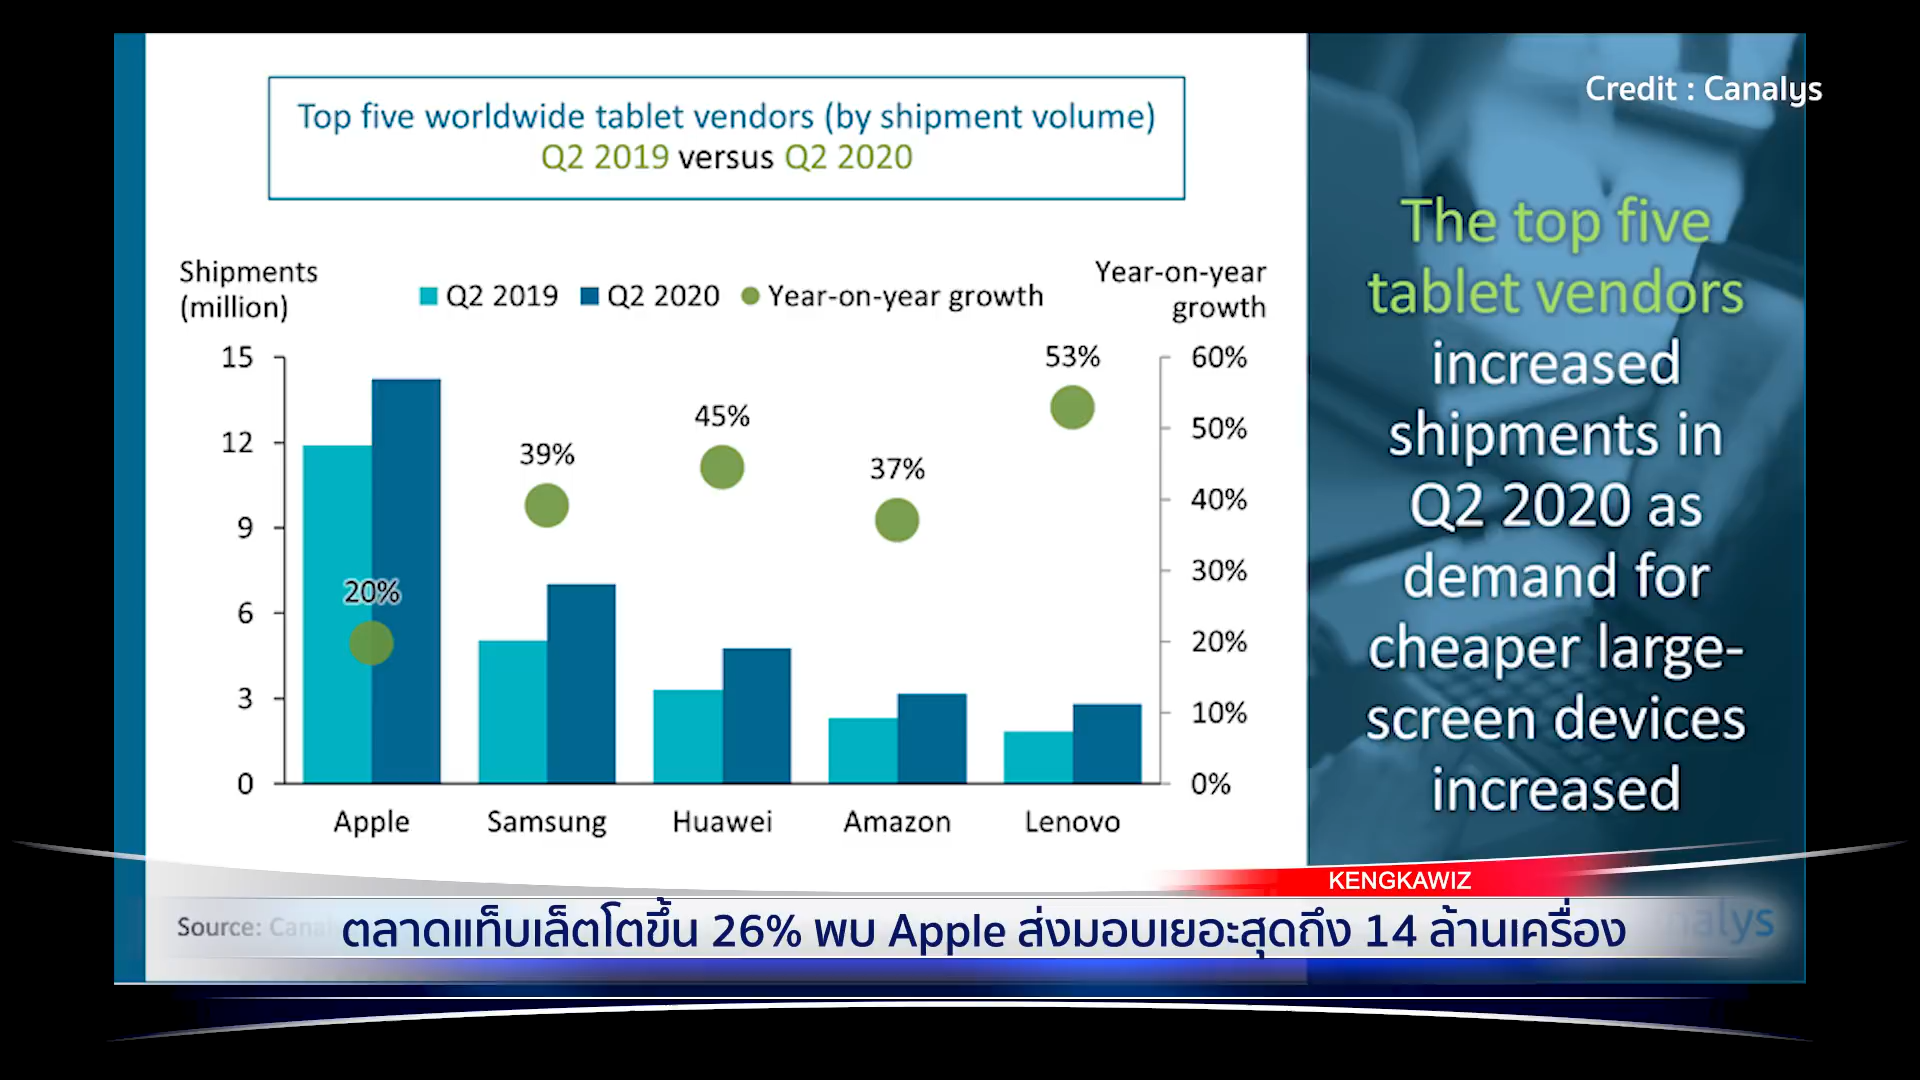 Credit : Canalys
Top five worldwide tablet vendors (by shipment volume)
Q2 2019 versus Q2 2020
Shipments
(million)
Q2 2019
Q2 2020
Year-on-year growth
Year-on-year
growth
15
12
9
6
3
0
20%
39%
45%
37%
53%
60%
50%
40%
30%
20%
10%
0%
Apple
Samsung
Huawei
Amazon
Lenovo
The top five
tablet vendors
increased
shipments in
Q2 2020 as
demand for
cheaper large-
screen devices
increased
KENGKAWIZ
Source:
ตลาดแท็บเล็ตโตขึ้น 26% พบ Apple ส่งมอบเยอะสุดถึง 14 ล้านเครื่อง